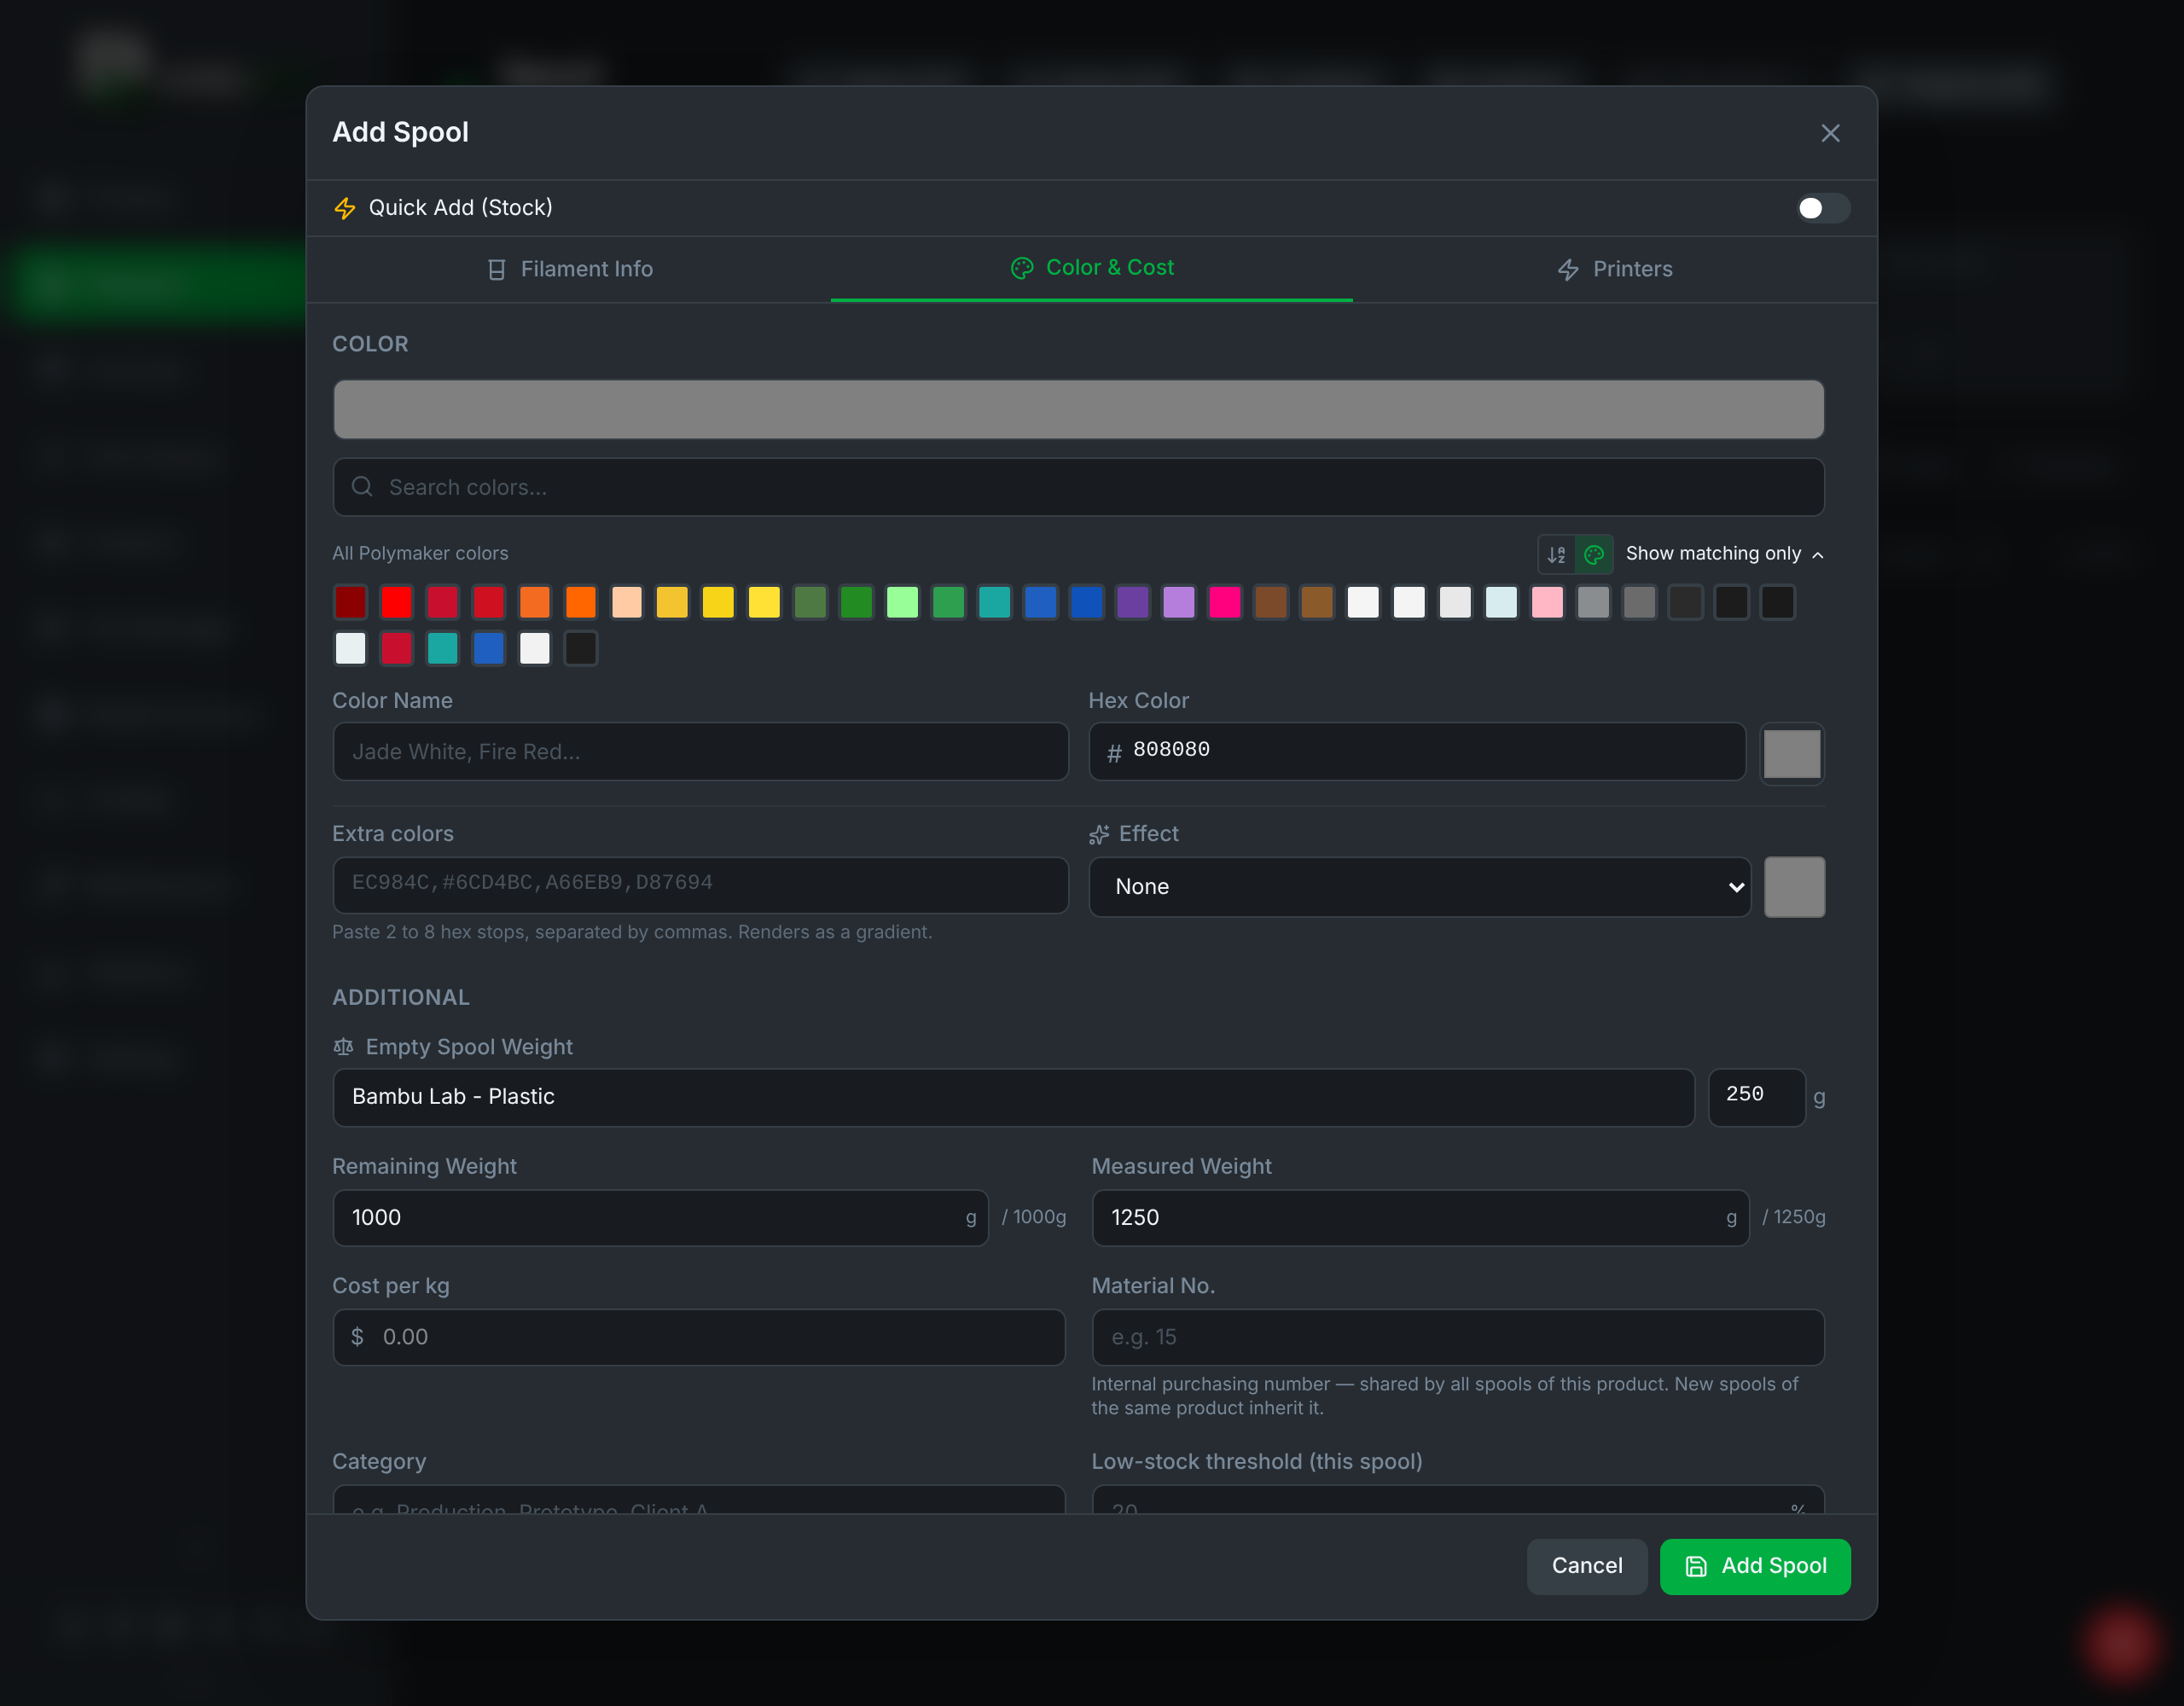 Add Spool
Quick Add (Stock)
Filament Info
Color & Cost
Printers
COLOR
Search colors...
All Polymaker colors
Show matching only
Color Name
Hex Color
Jade White, Fire Red...
# 808080
Extra colors
Effect
EC984C,#6CD4BC,A66EB9,D87694
None
Paste 2 to 8 hex stops, separated by commas. Renders as a gradient.
ADDITIONAL
Empty Spool Weight
Bambu Lab - Plastic
250 g
Remaining Weight
Measured Weight
1000 g / 1000g
1250 g / 1250g
Cost per kg
Material No.
$ 0.00
e.g. 15
Internal purchasing number — shared by all spools of this product. New spools of
the same product inherit it.
Category
Low-stock threshold (this spool)
e.g. Production, Prototype, Client A
20 %
Cancel
Add Spool